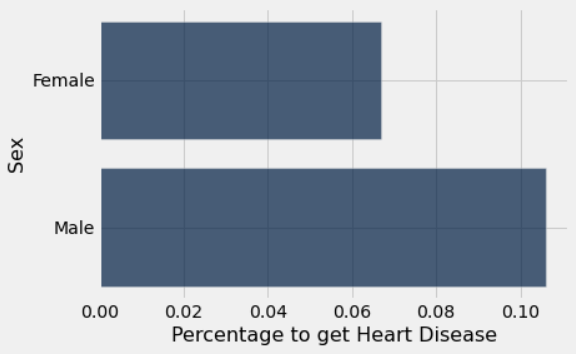 Sex
Female
Male
0.00 0.02 0.04 0.06 0.08 0.10
Percentage to get Heart Disease